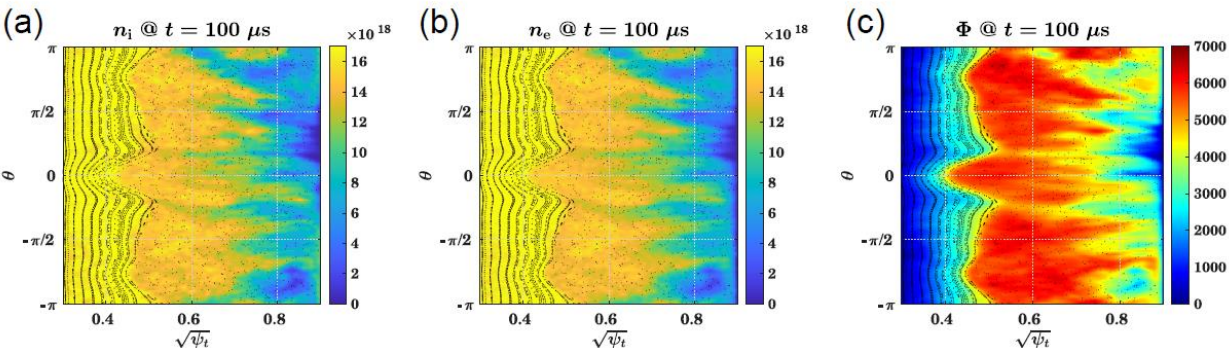 (a)
n_i @ t = 100 μs
×10^18
π
π/2
0
-π/2
-π
θ
0.4 0.6 0.8
√ψ_t
16
14
12
10
8
6
4
2
0
(b)
n_e @ t = 100 μs
×10^18
π
π/2
0
-π/2
-π
θ
0.4 0.6 0.8
√ψ_t
16
14
12
10
8
6
4
2
0
(c)
Φ @ t = 100 μs
π
π/2
0
-π/2
-π
θ
0.4 0.6 0.8
√ψ_t
7000
6000
5000
4000
3000
2000
1000
0